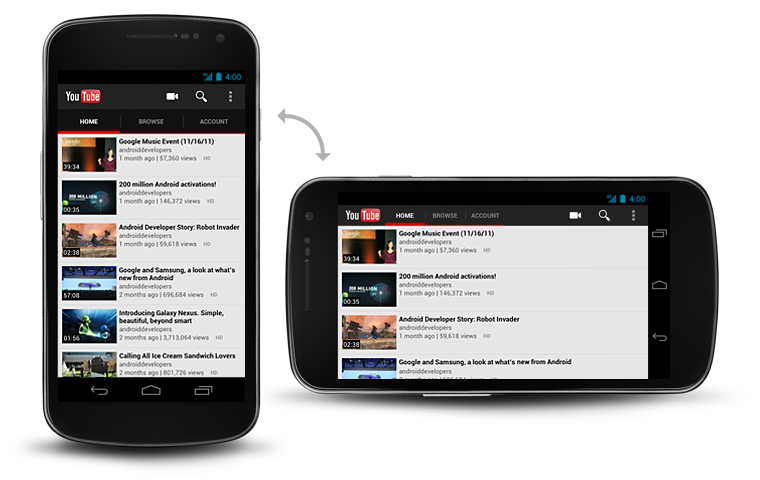 4:00
You Tube
HOME BROWSE ACCOUNT
Google
Google Music Event (11/16/11)
androiddevelopers
1 month ago | 57,360 views HD
39:34
200 million Android activations!
androiddevelopers
1 month ago | 146,372 views HD
200 MILLION
00:35
Android Developer Story: Robot Invader
androiddevelopers
1 month ago | 59,618 views HD
02:38
Google and Samsung, a look at what's
new from Android
androiddevelopers
2 months ago | 696,684 views HD
57:08
Introducing Galaxy Nexus. Simple,
beautiful, beyond smart
androiddevelopers
2 months ago | 3,713,064 views HD
01:56
Calling All Ice Cream Sandwich Lovers
androiddevelopers
2 months ago | 801,726 views HD
4:00
You Tube HOME BROWSE ACCOUNT
Google Music Event (11/16/11)
androiddevelopers
1 month ago | 57,360 views HD
39:34
200 million Android activations!
androiddevelopers
1 month ago | 146,372 views HD
200 MILLION
00:35
Android Developer Story: Robot Invader
androiddevelopers
1 month ago | 59,618 views HD
02:38
Google and Samsung, a look at what's new from Android
androiddevelopers